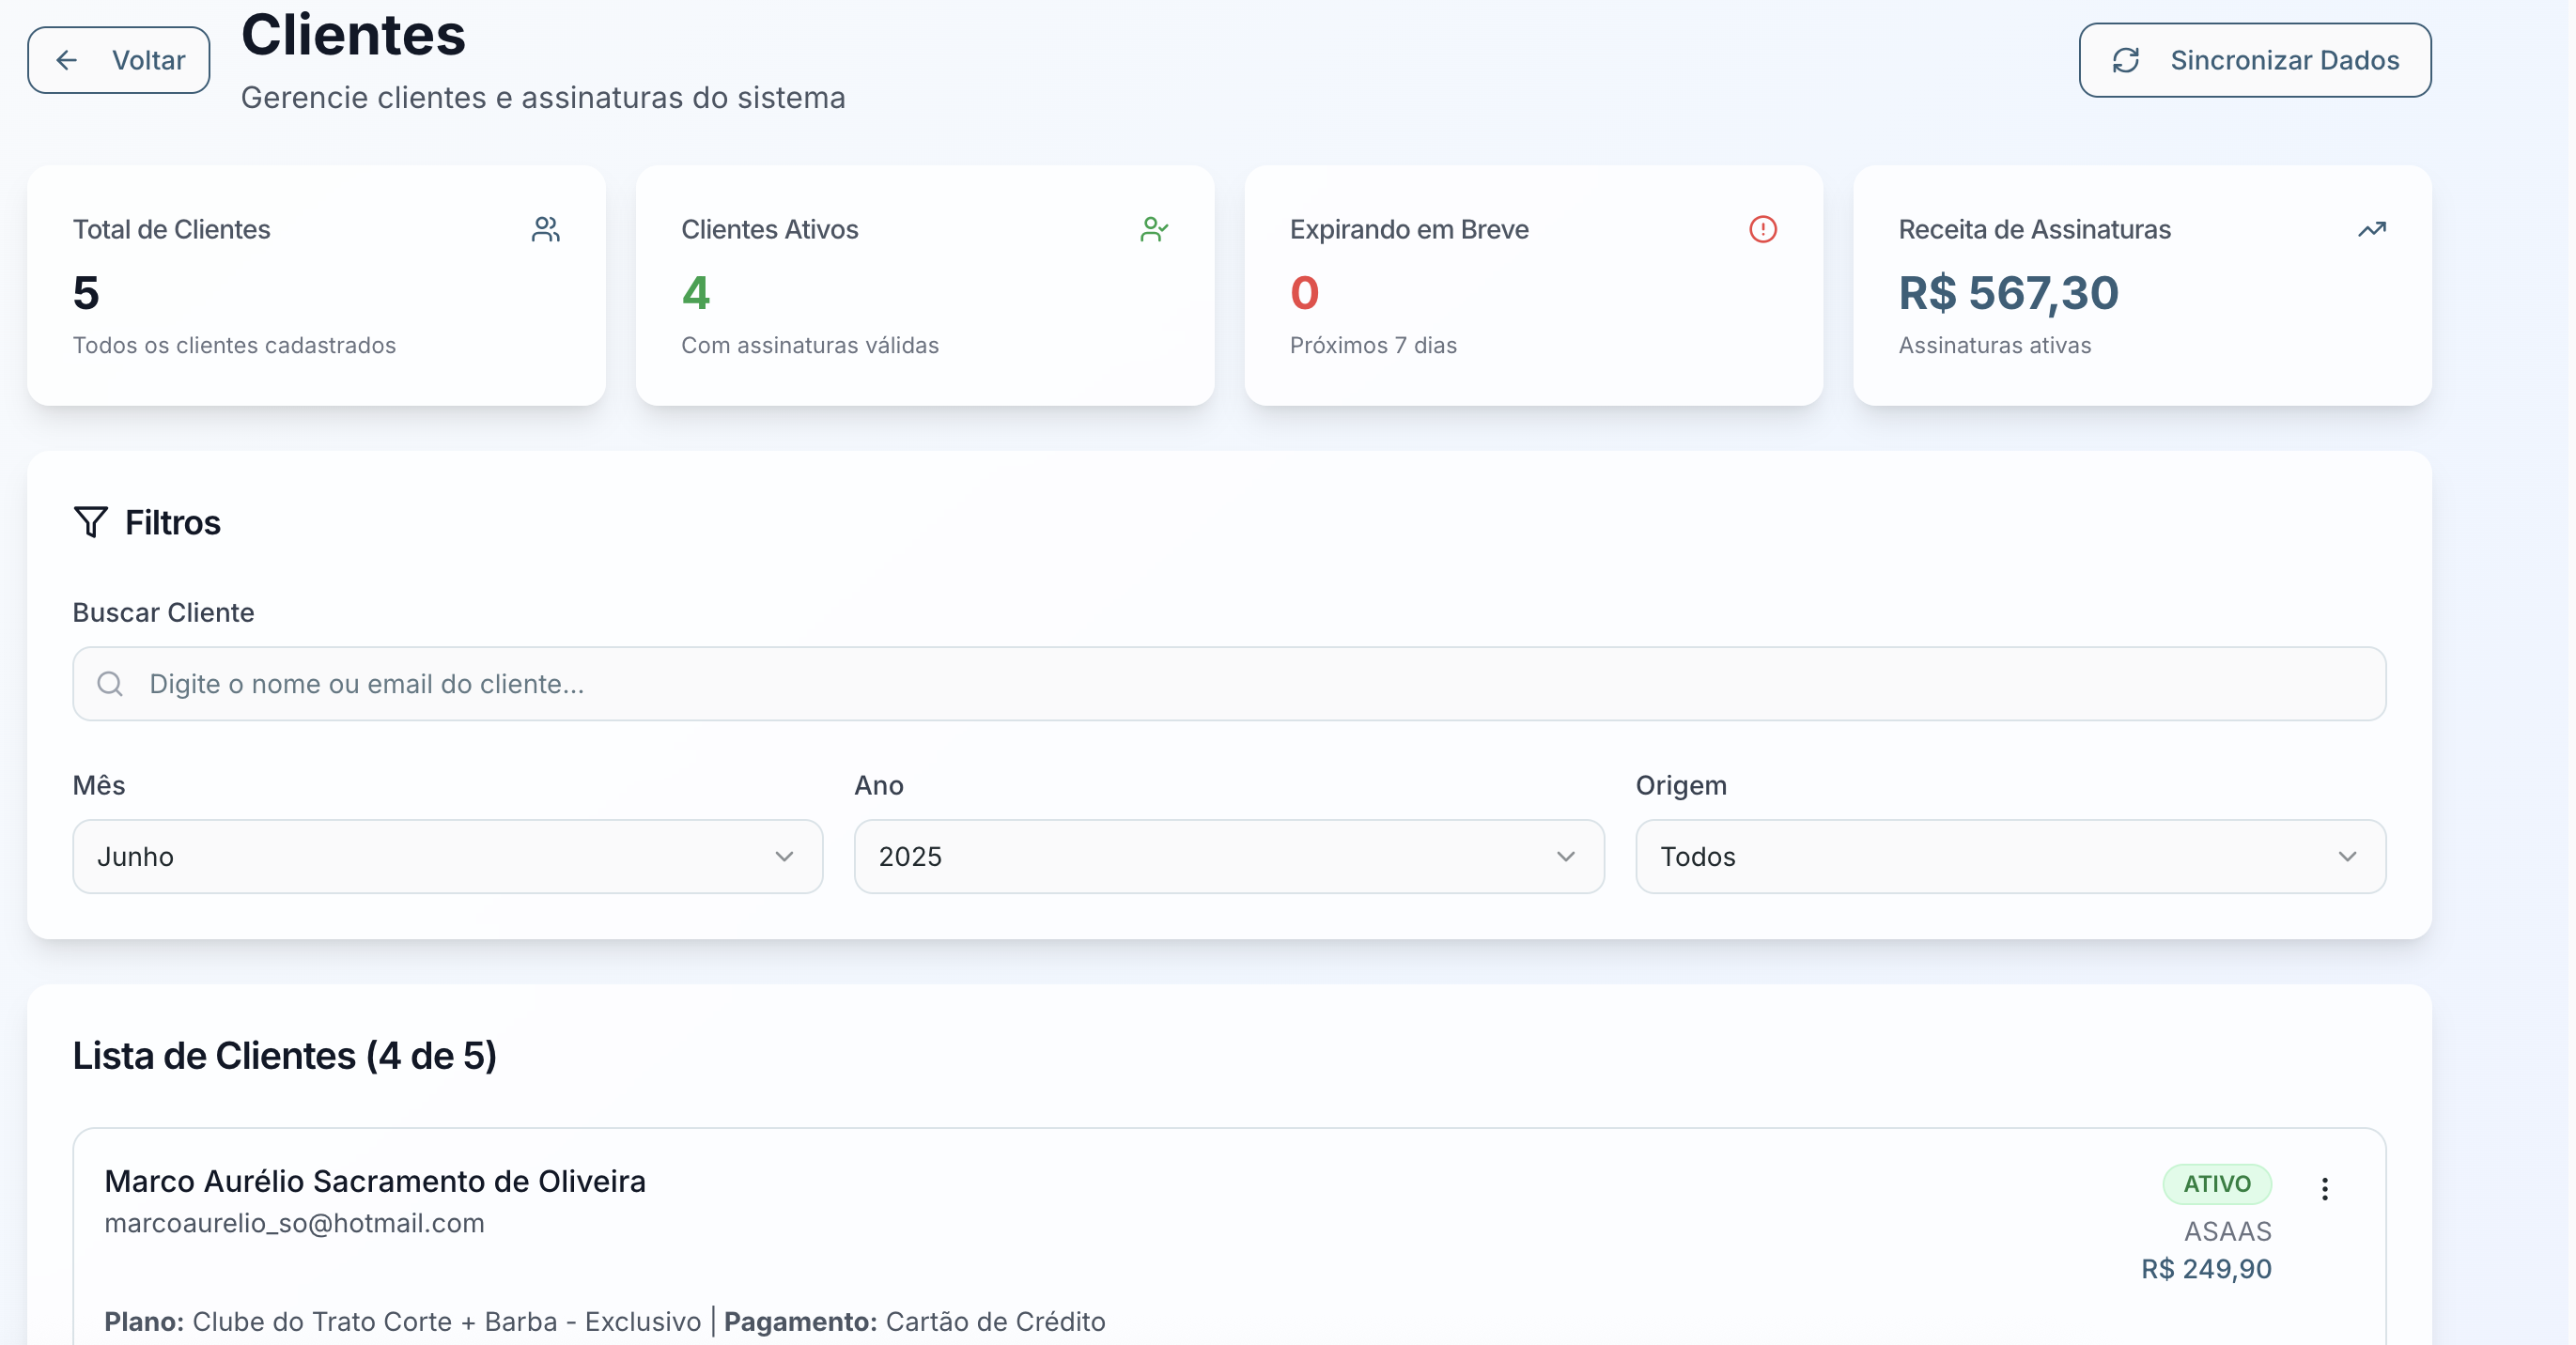 Voltar
Clientes
Gerencie clientes e assinaturas do sistema
Sincronizar Dados
Total de Clientes
5
Todos os clientes cadastrados
Clientes Ativos
4
Com assinaturas válidas
Expirando em Breve
0
Próximos 7 dias
Receita de Assinaturas
R$ 567,30
Assinaturas ativas
Filtros
Buscar Cliente
Digite o nome ou email do cliente...
Mês
Junho
Ano
2025
Origem
Todos
Lista de Clientes (4 de 5)
Marco Aurélio Sacramento de Oliveira
marcoaurelio_so@hotmail.com
ATIVO
ASAAS
R$ 249,90
Plano: Clube do Trato Corte + Barba - Exclusivo | Pagamento: Cartão de Crédito